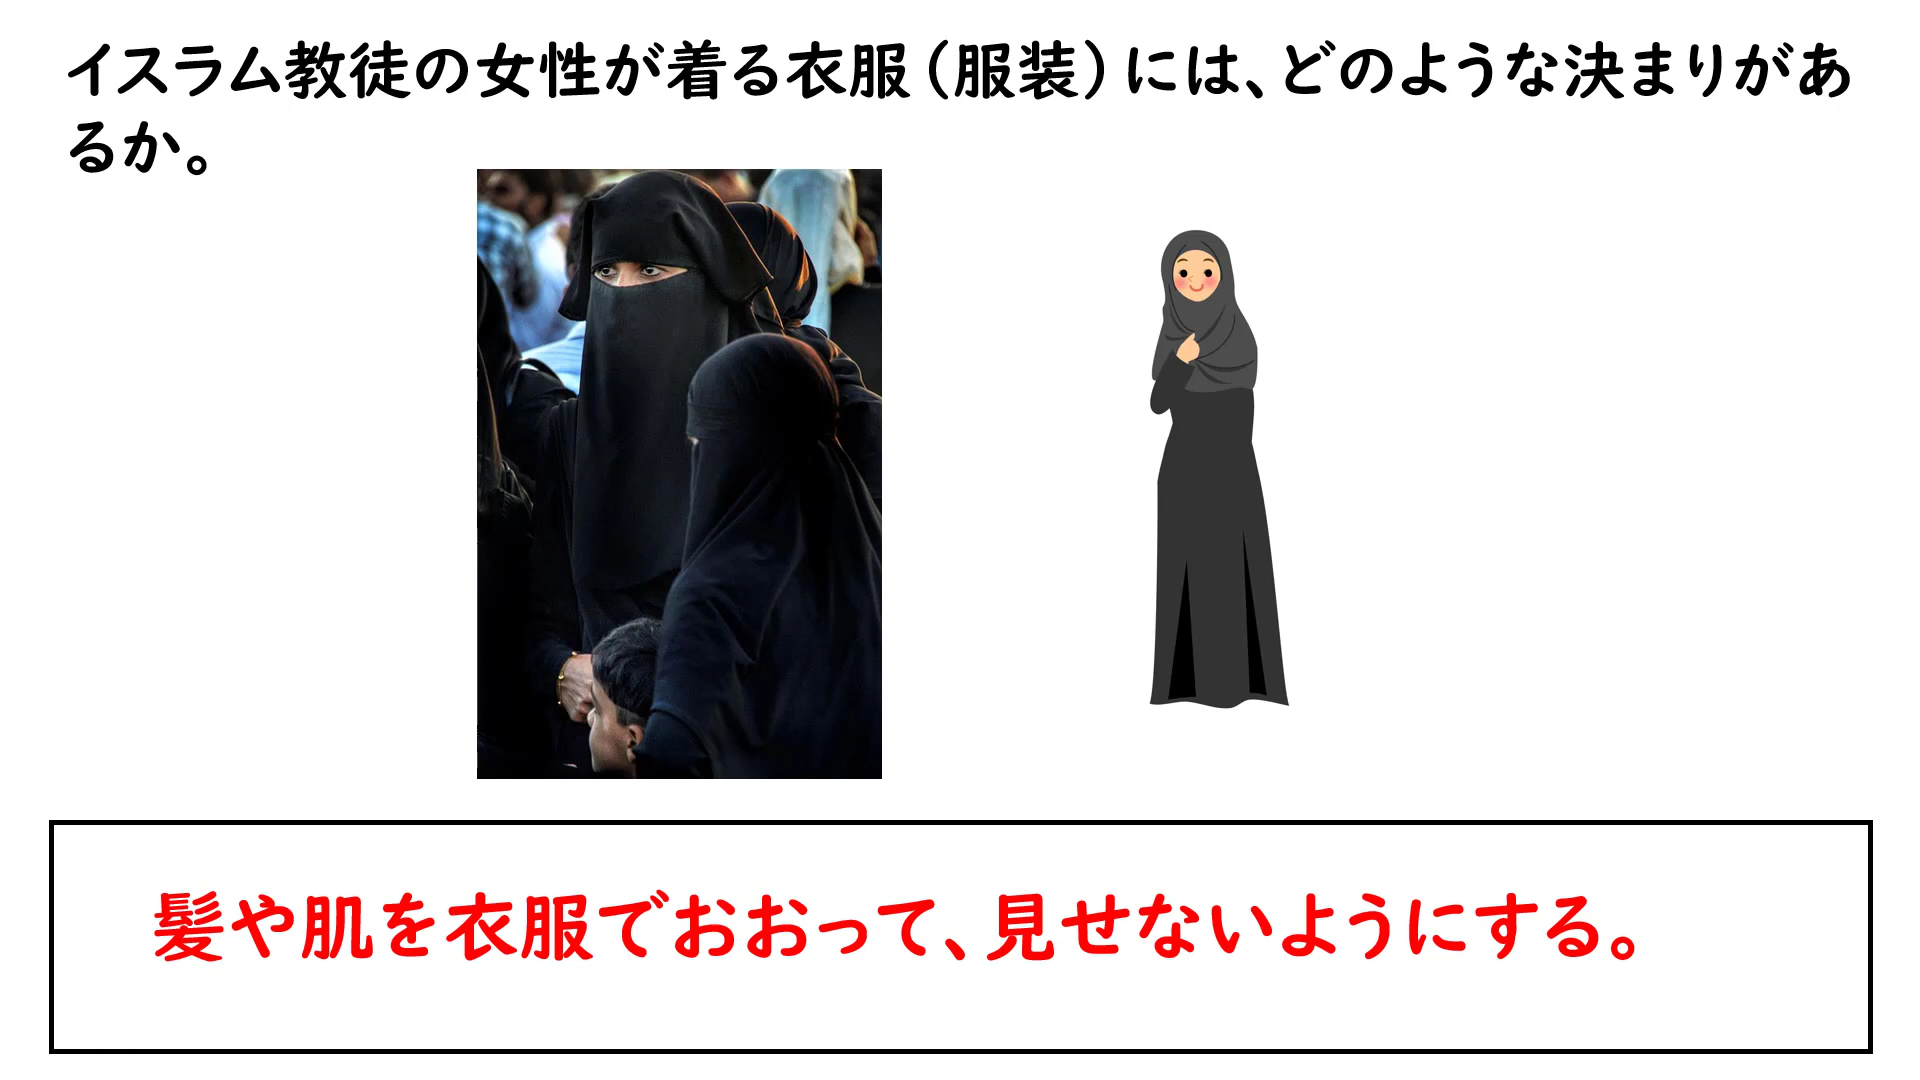 イスラム教徒の女性が着る衣服（服装）には、どのような決まりがあ
るか。
髪や肌を衣服でおおって、見せないようにする。